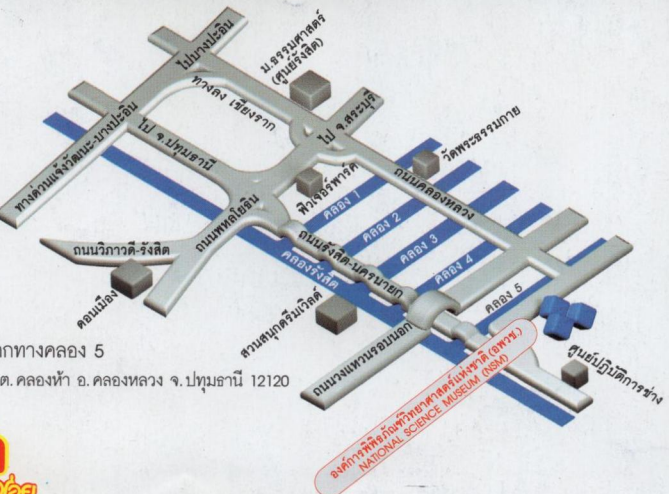 ไปบางปะอิน
ม.ธรรมศาสตร์
(ศูนย์รังสิต)
ทางลง เชียงราก
ไป จ.สระบุรี
ไป จ.ปทุมธานี
วัดพระธรรมกาย
ทางด่วนแจ้งวัฒนะ-บางปะอิน
ฟิวเจอร์พาร์ค
ถนนคลองหลวง
คลอง 1
คลอง 2
คลอง 3
คลอง 4
คลอง 5
ถนนพหลโยธิน
ถนนวิภาวดี-รังสิต
ถนนรังสิต-นครนายก
คลองรังสิต
ดอนเมือง
สวนสนุกดรีมเวิลด์
ถนนวงแหวนรอบนอก
ศูนย์ปฏิบัติการช่าง
องค์การพิพิธภัณฑ์วิทยาศาสตร์แห่งชาติ (อพวช.)
NATIONAL SCIENCE MUSEUM (NSM)
ทางคลอง 5
ต. คลองห้า อ. คลองหลวง จ. ปทุมธานี 12120